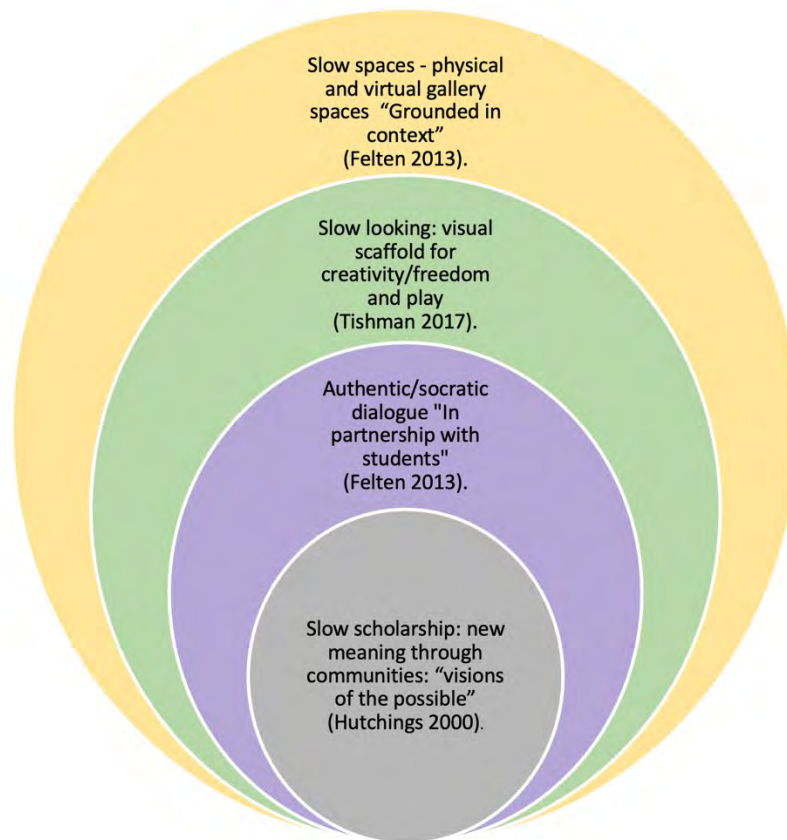 Slow spaces - physical
and virtual gallery
spaces “Grounded in
context”
(Felten 2013).
Slow looking: visual
scaffold for
creativity/freedom
and play
(Tishman 2017).
Authentic/socratic
dialogue "In
partnership with
students"
(Felten 2013).
Slow scholarship: new
meaning through
communities: “visions
of the possible”
(Hutchings 2000).